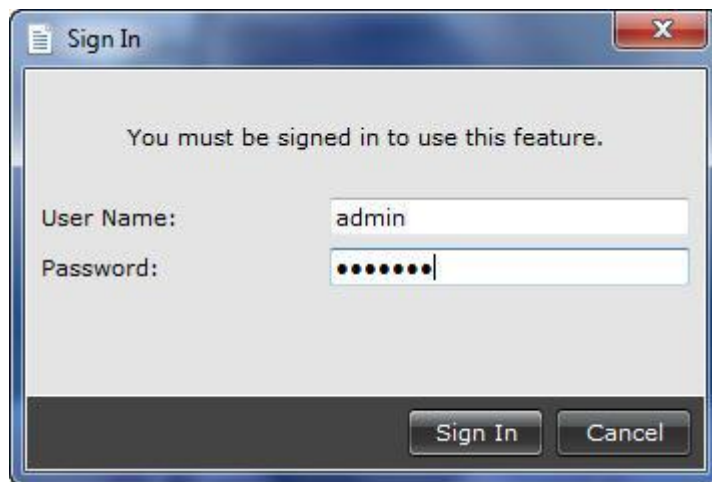 Sign In
You must be signed in to use this feature.
User Name: admin
Password: •••••••
Sign In Cancel